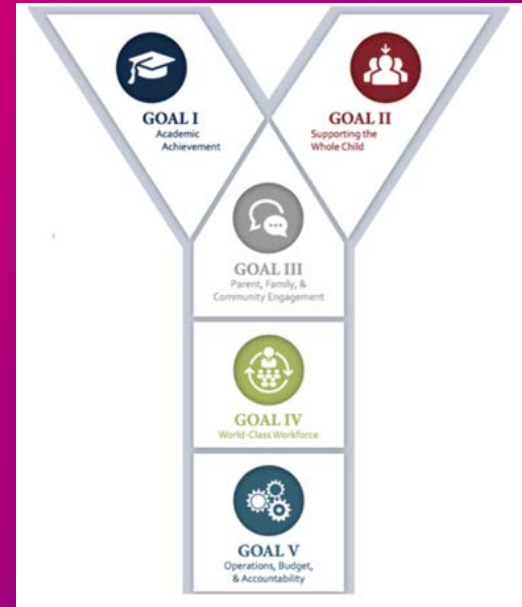 GOAL I
Academic
Achievement
GOAL II
Supporting the
Whole Child
GOAL III
Parent, Family, &
Community Engagement
GOAL IV
World-Class Workforce
GOAL V
Operations, Budget,
& Accountability